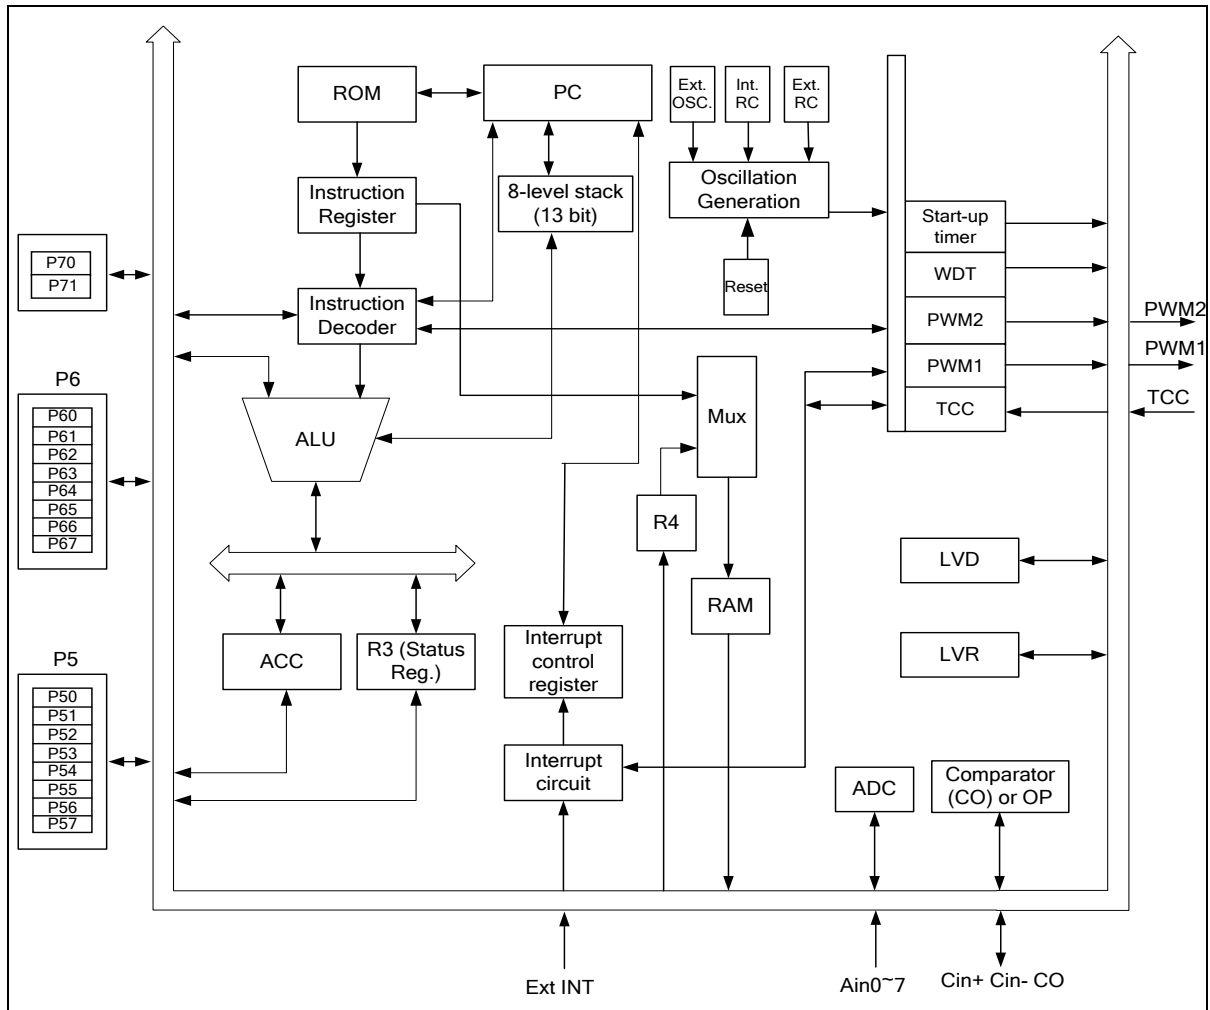 ROM
PC
Ext.
OSC.
Int.
RC
Ext.
RC
Instruction
Register
8-level stack
(13 bit)
Oscillation
Generation
Start-up
timer
P70
P71
Reset
WDT
Instruction
Decoder
PWM2
PWM2
PWM1
PWM1
P6
P60
P61
P62
P63
P64
P65
P66
P67
ALU
Mux
TCC
TCC
R4
LVD
RAM
P5
P50
P51
P52
P53
P54
P55
P56
P57
ACC
R3 (Status
Reg.)
Interrupt
control
register
LVR
Interrupt
circuit
ADC
Comparator
(CO) or OP
Ext INT
Ain0~7
Cin+ Cin- CO